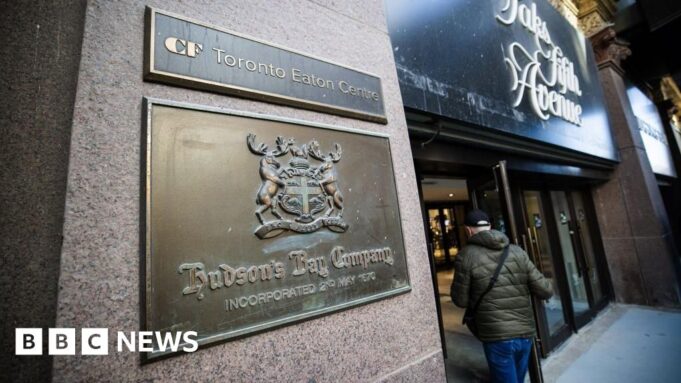 CF Toronto Eaton Centre
Hudson's Bay Company
INCORPORATED 2ND MAY 1670.
Saks Fifth
Avenue
BBC NEWS